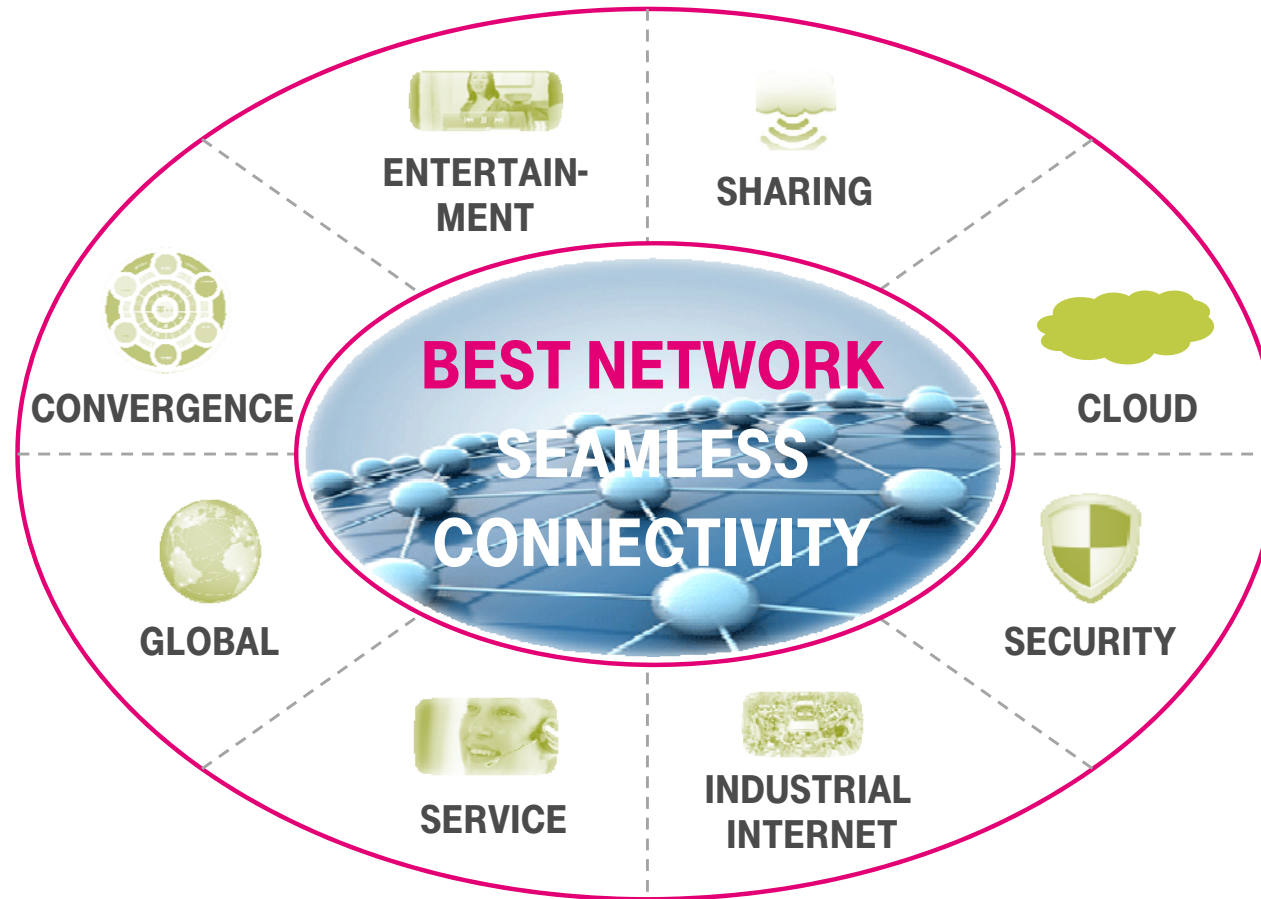 ENTERTAIN-
MENT
SHARING
CONVERGENCE
BEST NETWORK
SEAMLESS
CONNECTIVITY
CLOUD
GLOBAL
SECURITY
SERVICE
INDUSTRIAL
INTERNET